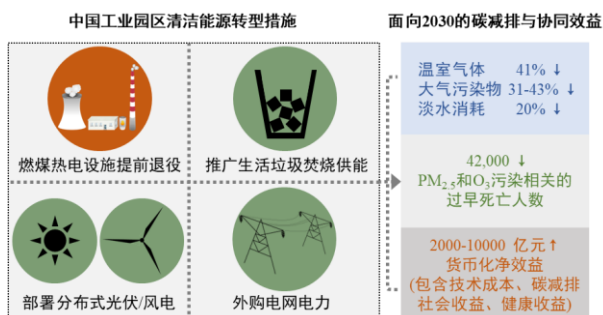 中国工业园区清洁能源转型措施
面向2030的碳减排与协同效益
燃煤热电设施提前退役
推广生活垃圾焚烧供能
部署分布式光伏/风电
外购电网电力
温室气体 41% ↓
大气污染物 31-43% ↓
淡水消耗 20% ↓
42,000 ↓
PM2.5和O3污染相关的
过早死亡人数
2000-10000 亿元↑
货币化净效益
(包含技术成本、碳减排
社会收益、健康收益)